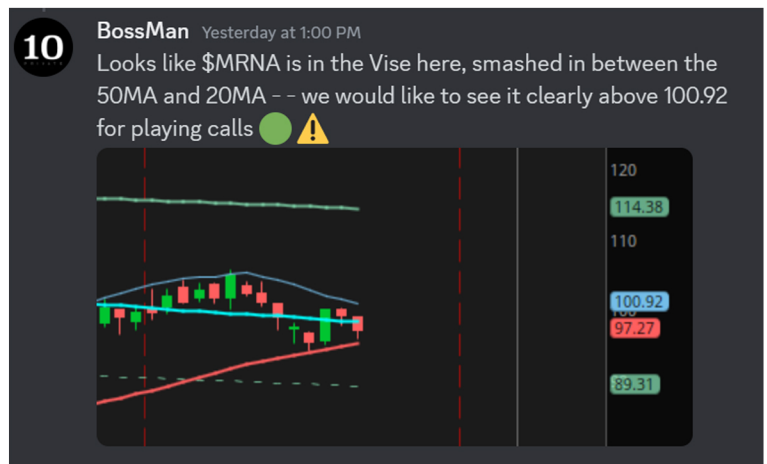 10
BossMan Yesterday at 1:00 PM
Looks like $MRNA is in the Vise here, smashed in between the
50MA and 20MA - - we would like to see it clearly above 100.92
for playing calls
120
114.38
110
100.92
100
97.27
89.31